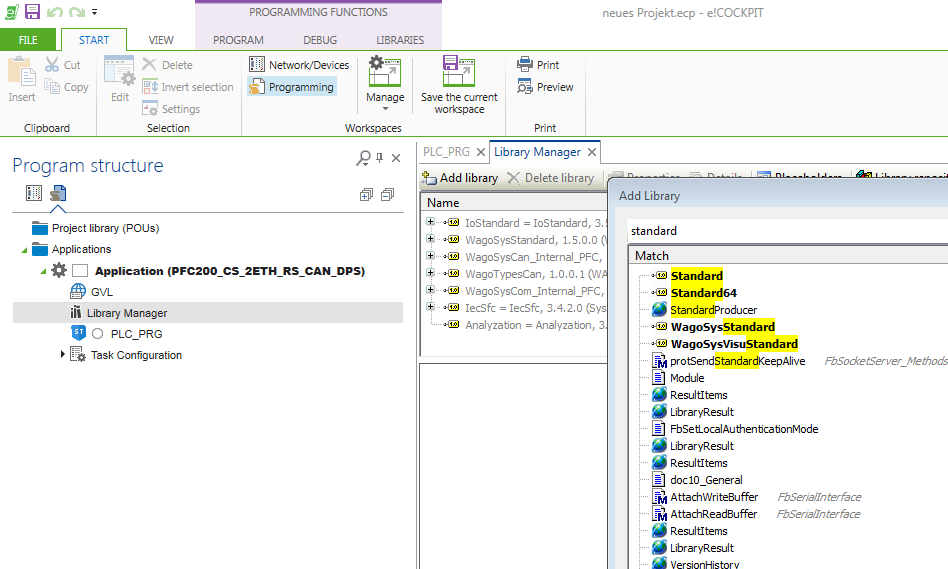 PROGRAMMING FUNCTIONS
neues Projekt.ecp - e!COCKPIT
FILE
START
VIEW
PROGRAM
DEBUG
LIBRARIES
Insert
Cut
Copy
Clipboard
Edit
Delete
Invert selection
Settings
Selection
Network/Devices
Programming
Manage
Save the current
workspace
Workspaces
Print
Preview
Print
Program structure
Project library (POUs)
Applications
Application (PFC200_CS_2ETH_RS_CAN_DPS)
GVL
Library Manager
PLC_PRG
Task Configuration
PLC_PRG
Library Manager
Add library
Delete library
Properties
Details
Placeholders
Library
Name
IoStandard = IoStandard, 3.5
WagoSysStandard, 1.5.0.0 (W
WagoSysCan_Internal_PFC,
WagoTypesCan, 1.0.0.1 (WA
WagoSysCom_Internal_PFC,
IecSfc = IecSfc, 3.4.2.0 (Sys
Analyzation = Analyzation, 3.
Add Library
standard
Match
Standard
Standard64
StandardProducer
WagoSysStandard
WagoSysVisuStandard
protSendStandardKeepAlive FbSocketServer_Methods
Module
ResultItems
LibraryResult
FbSetLocalAuthenticationMode
LibraryResult
ResultItems
doc10_General
AttachWriteBuffer FbSerialInterface
AttachReadBuffer FbSerialInterface
ResultItems
LibraryResult
VersionHistory